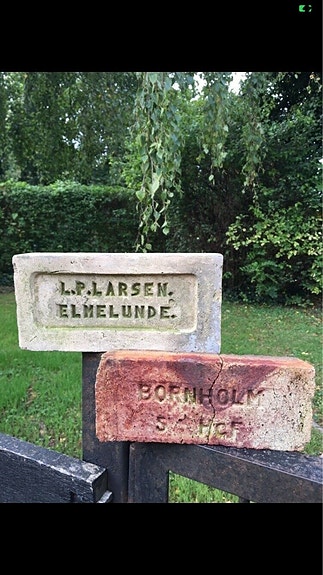 L.P. LARSEN.
ELMELUNDE.
BORNHOLM
S^T HCF